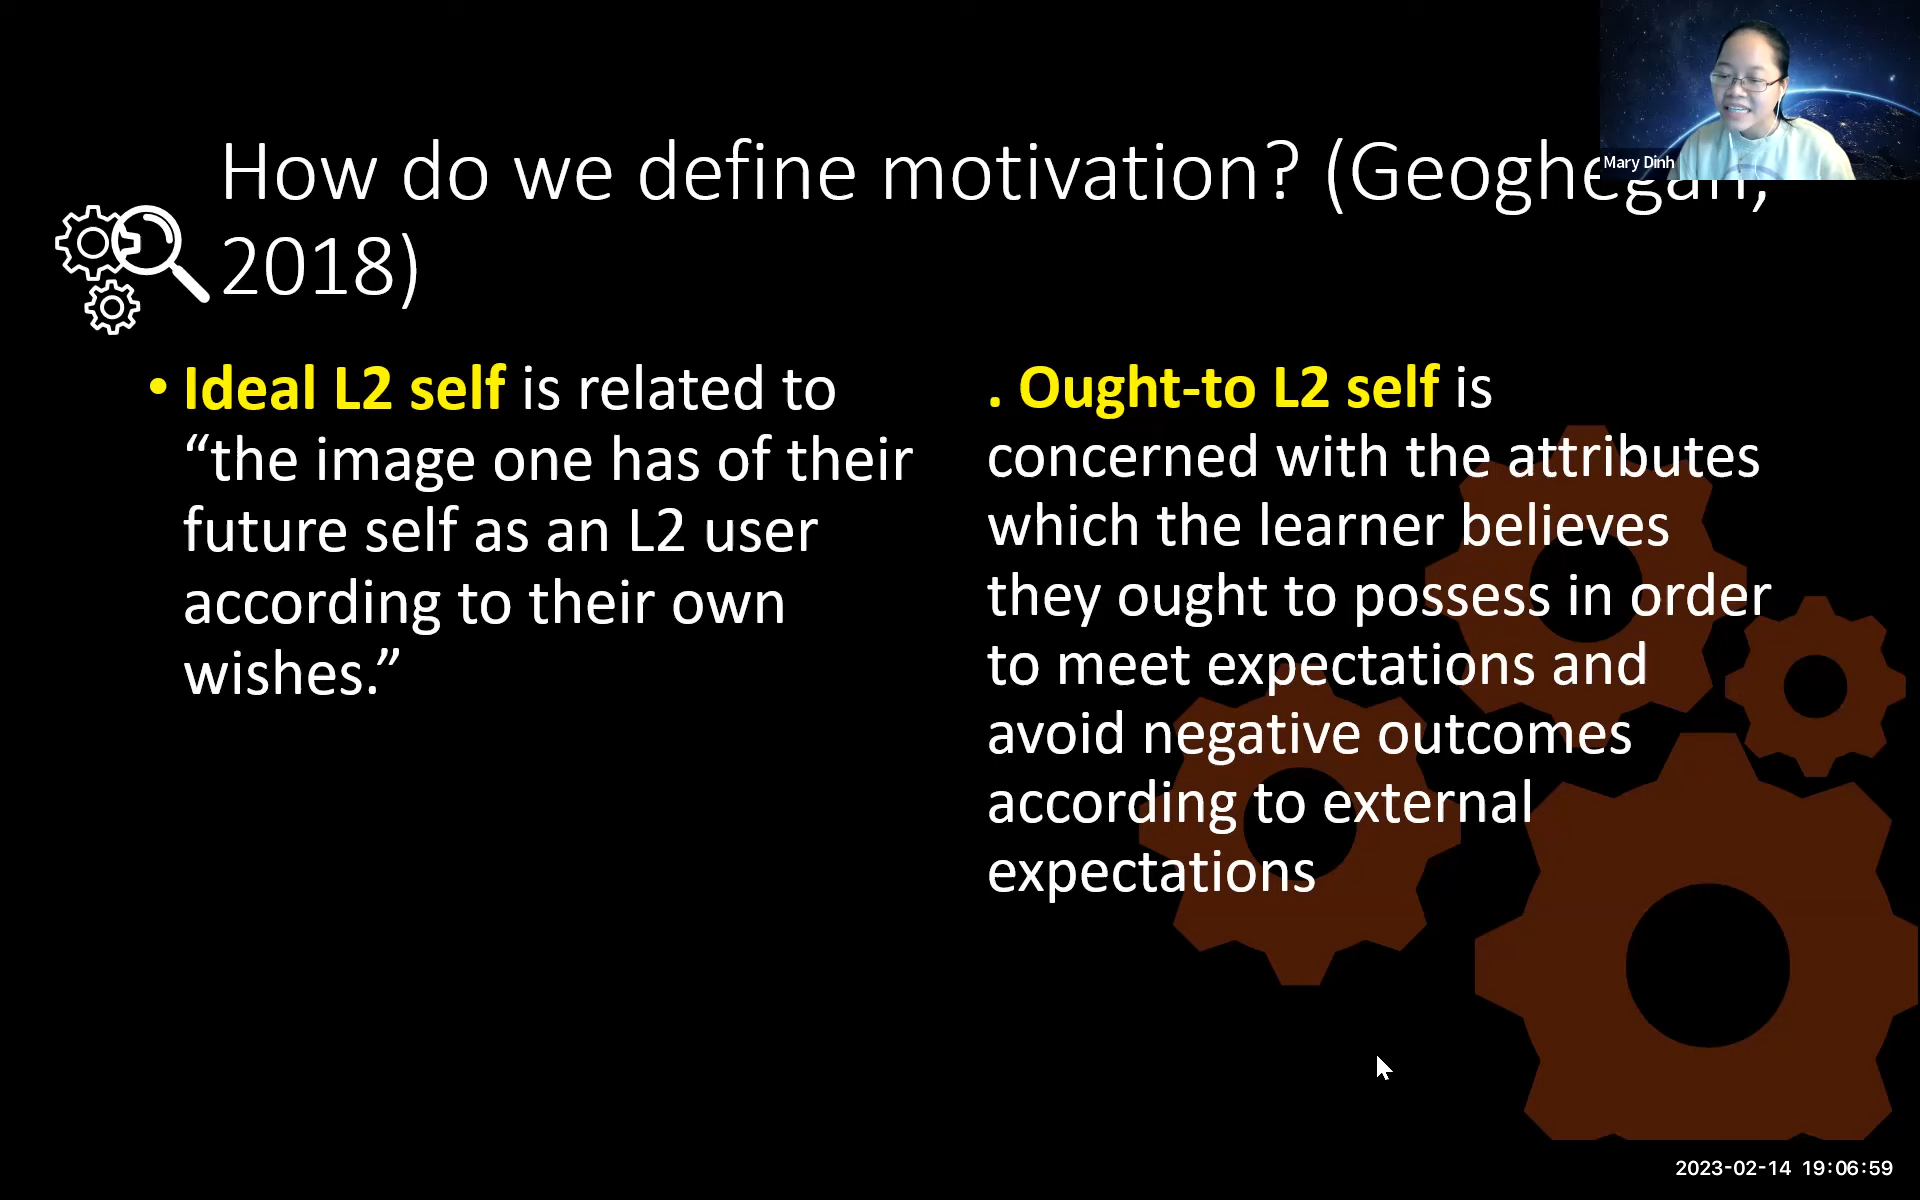 Mary Dinh
How do we define motivation? (Geoghegan,
2018)
• Ideal L2 self is related to
“the image one has of their
future self as an L2 user
according to their own
wishes.”
. Ought-to L2 self is
concerned with the attributes
which the learner believes
they ought to possess in order
to meet expectations and
avoid negative outcomes
according to external
expectations
2023-02-14 19:06:59